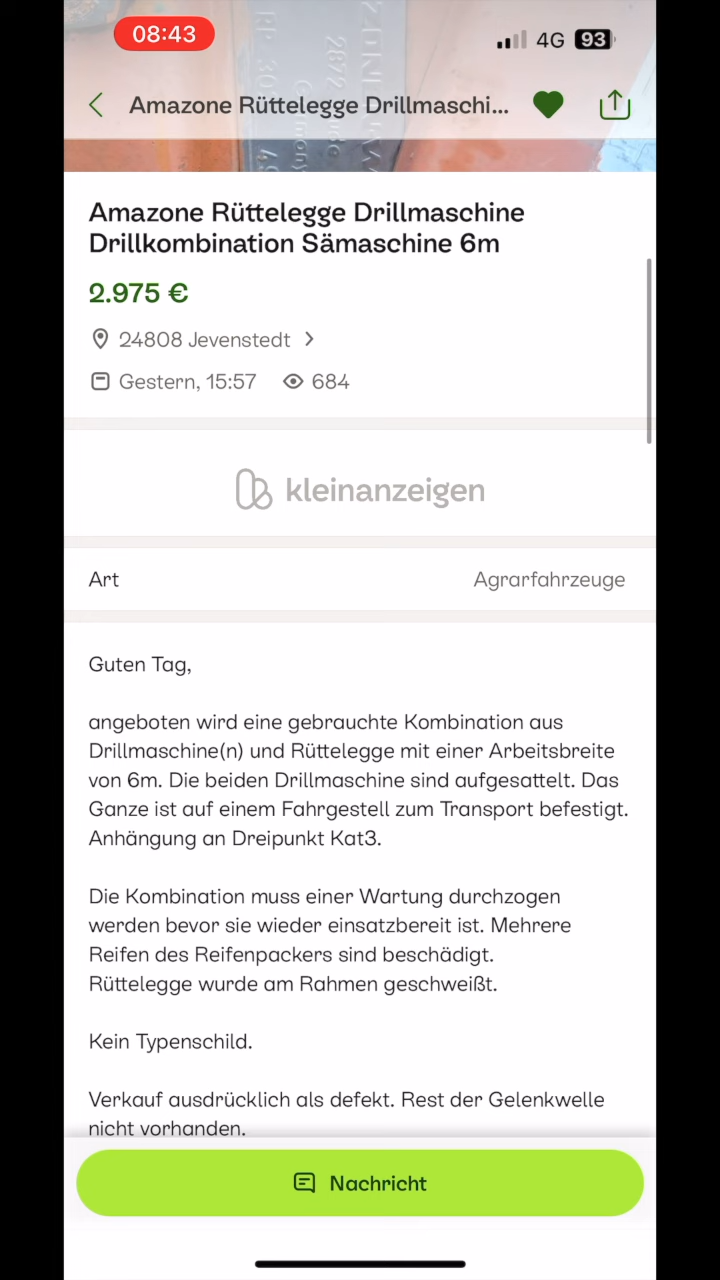 08:43
4G 93
Amazone Rüttelegge Drillmaschi...
Amazone Rüttelegge Drillmaschine
Drillkombination Sämaschine 6m
2.975 €
24808 Jevenstedt
Gestern, 15:57 684
kleinanzeigen
Art Agrarfahrzeuge
Guten Tag,
angeboten wird eine gebrauchte Kombination aus
Drillmaschine(n) und Rüttelegge mit einer Arbeitsbreite
von 6m. Die beiden Drillmaschine sind aufgesattelt. Das
Ganze ist auf einem Fahrgestell zum Transport befestigt.
Anhängung an Dreipunkt Kat3.
Die Kombination muss einer Wartung durchzogen
werden bevor sie wieder einsatzbereit ist. Mehrere
Reifen des Reifenpackers sind beschädigt.
Rüttelegge wurde am Rahmen geschweißt.
Kein Typenschild.
Verkauf ausdrücklich als defekt. Rest der Gelenkwelle
nicht vorhanden.
Nachricht